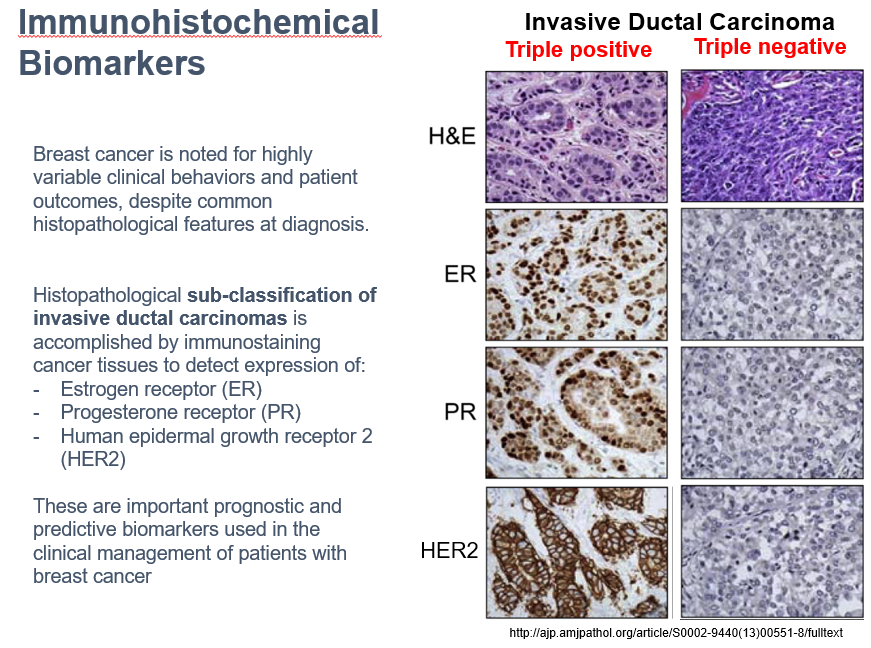 Immunohistochemical
Biomarkers
Breast cancer is noted for highly
variable clinical behaviors and patient
outcomes, despite common
histopathological features at diagnosis.
Histopathological sub-classification of
invasive ductal carcinomas is
accomplished by immunostaining
cancer tissues to detect expression of:
- Estrogen receptor (ER)
- Progesterone receptor (PR)
- Human epidermal growth receptor 2
(HER2)
These are important prognostic and
predictive biomarkers used in the
clinical management of patients with
breast cancer
Invasive Ductal Carcinoma
Triple positive Triple negative
H&E
ER
PR
HER2
http://ajp.amjpathol.org/article/S0002-9440(13)00551-8/fulltext